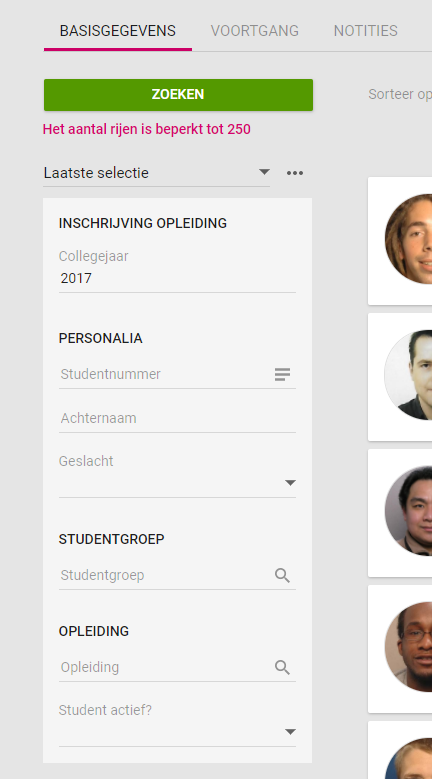 BASISGEGEVENS VOORTGANG NOTITIES
ZOEKEN
Sorteer op
Het aantal rijen is beperkt tot 250
Laatste selectie
INSCHRIJVING OPLEIDING
Collegejaar
2017
PERSONALIA
Studentnummer
Achternaam
Geslacht
STUDENTGROEP
Studentgroep
OPLEIDING
Opleiding
Student actief?